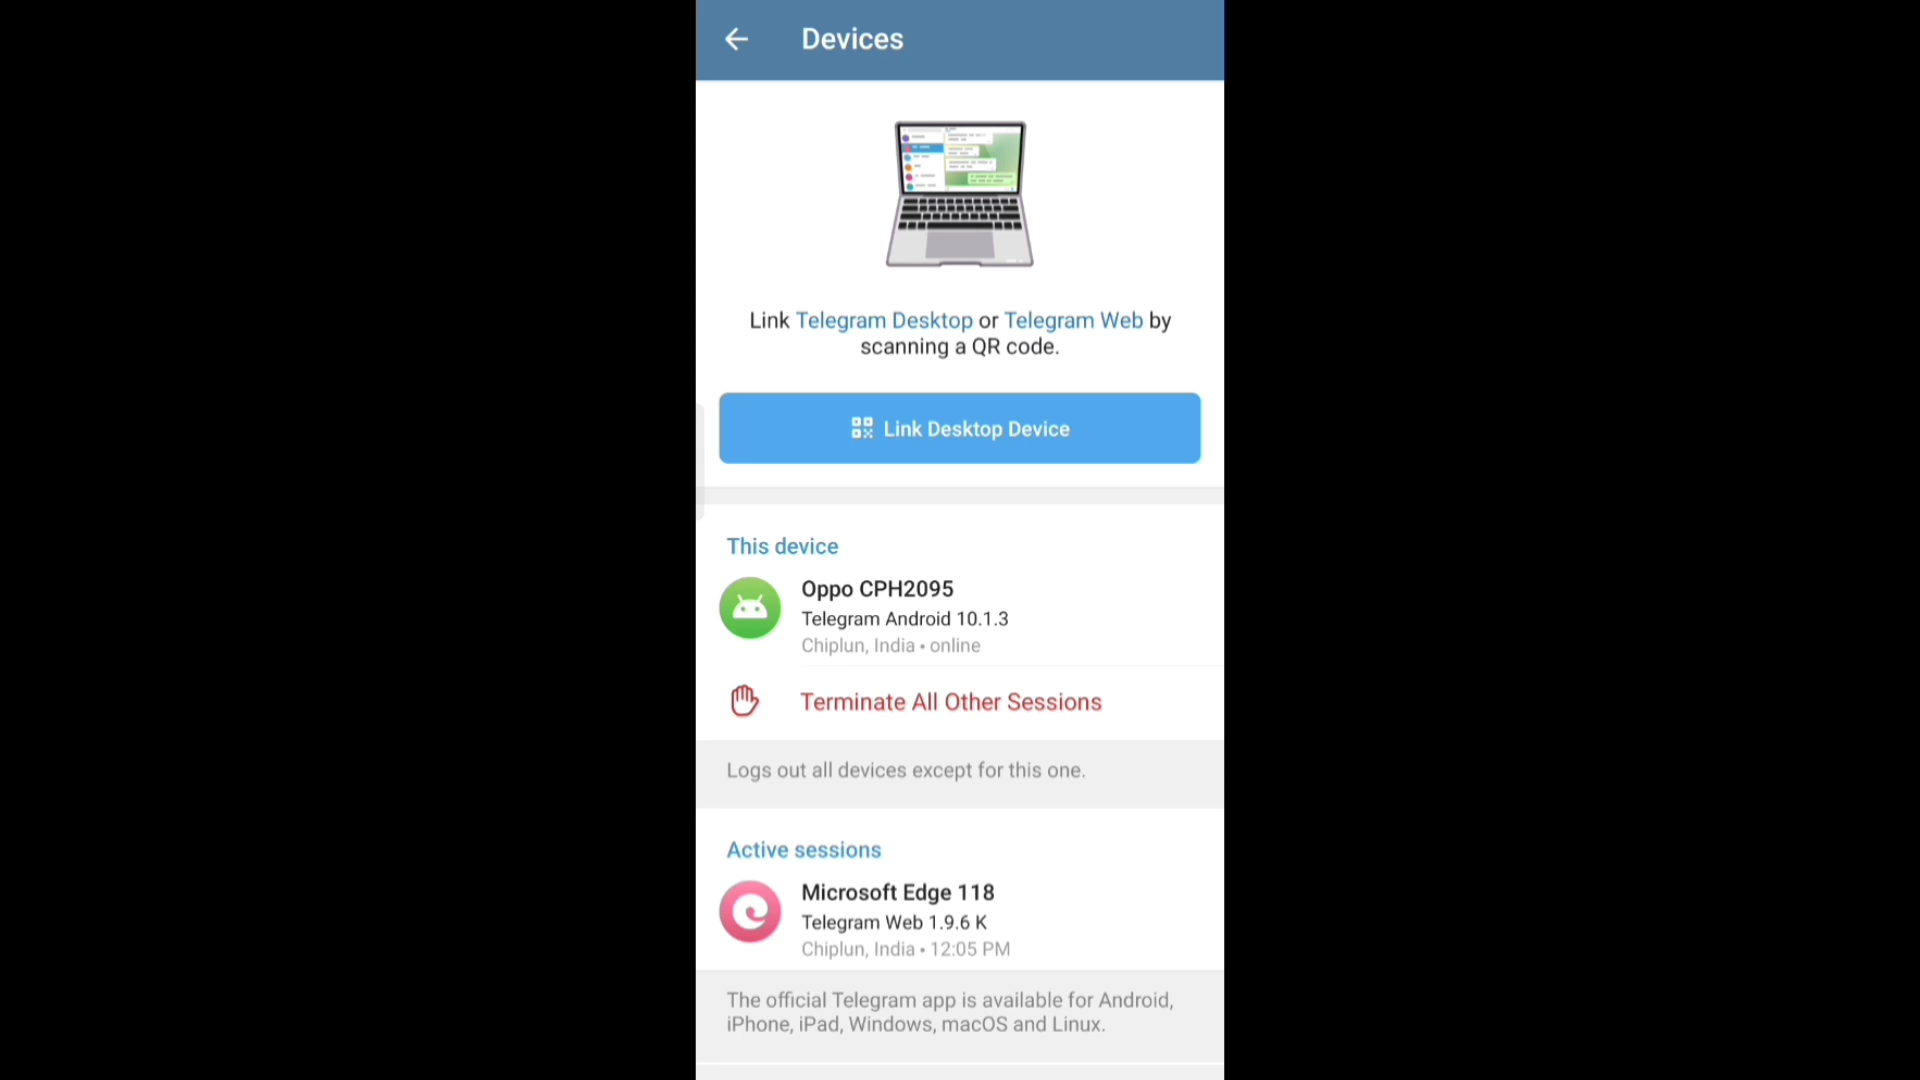 Devices
Link Telegram Desktop or Telegram Web by
scanning a QR code.
Link Desktop Device
This device
Oppo CPH2095
Telegram Android 10.1.3
Chiplun, India • online
Terminate All Other Sessions
Logs out all devices except for this one.
Active sessions
Microsoft Edge 118
Telegram Web 1.9.6 K
Chiplun, India • 12:05 PM
The official Telegram app is available for Android,
iPhone, iPad, Windows, macOS and Linux.